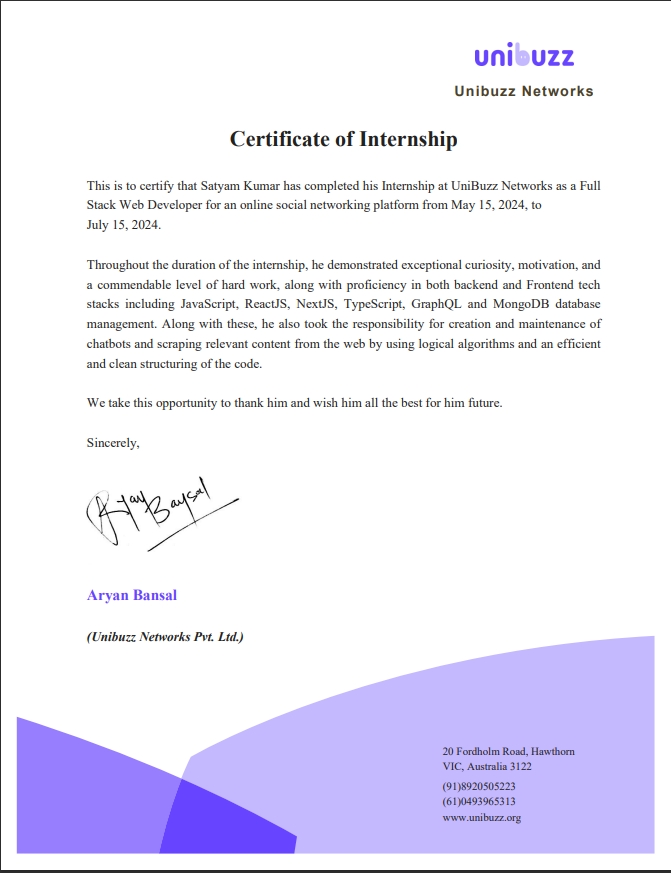 unibuzz
Unibuzz Networks
Certificate of Internship
This is to certify that Satyam Kumar has completed his Internship at UniBuzz Networks as a Full
Stack Web Developer for an online social networking platform from May 15, 2024, to
July 15, 2024.
Throughout the duration of the internship, he demonstrated exceptional curiosity, motivation, and
a commendable level of hard work, along with proficiency in both backend and Frontend tech
stacks including JavaScript, ReactJS, NextJS, TypeScript, GraphQL and MongoDB database
management. Along with these, he also took the responsibility for creation and maintenance of
chatbots and scraping relevant content from the web by using logical algorithms and an efficient
and clean structuring of the code.
We take this opportunity to thank him and wish him all the best for him future.
Sincerely,
Aryan Bansal
(Unibuzz Networks Pvt. Ltd.)
20 Fordholm Road, Hawthorn
VIC, Australia 3122
(91)8920505223
(61)0493965313
www.unibuzz.org